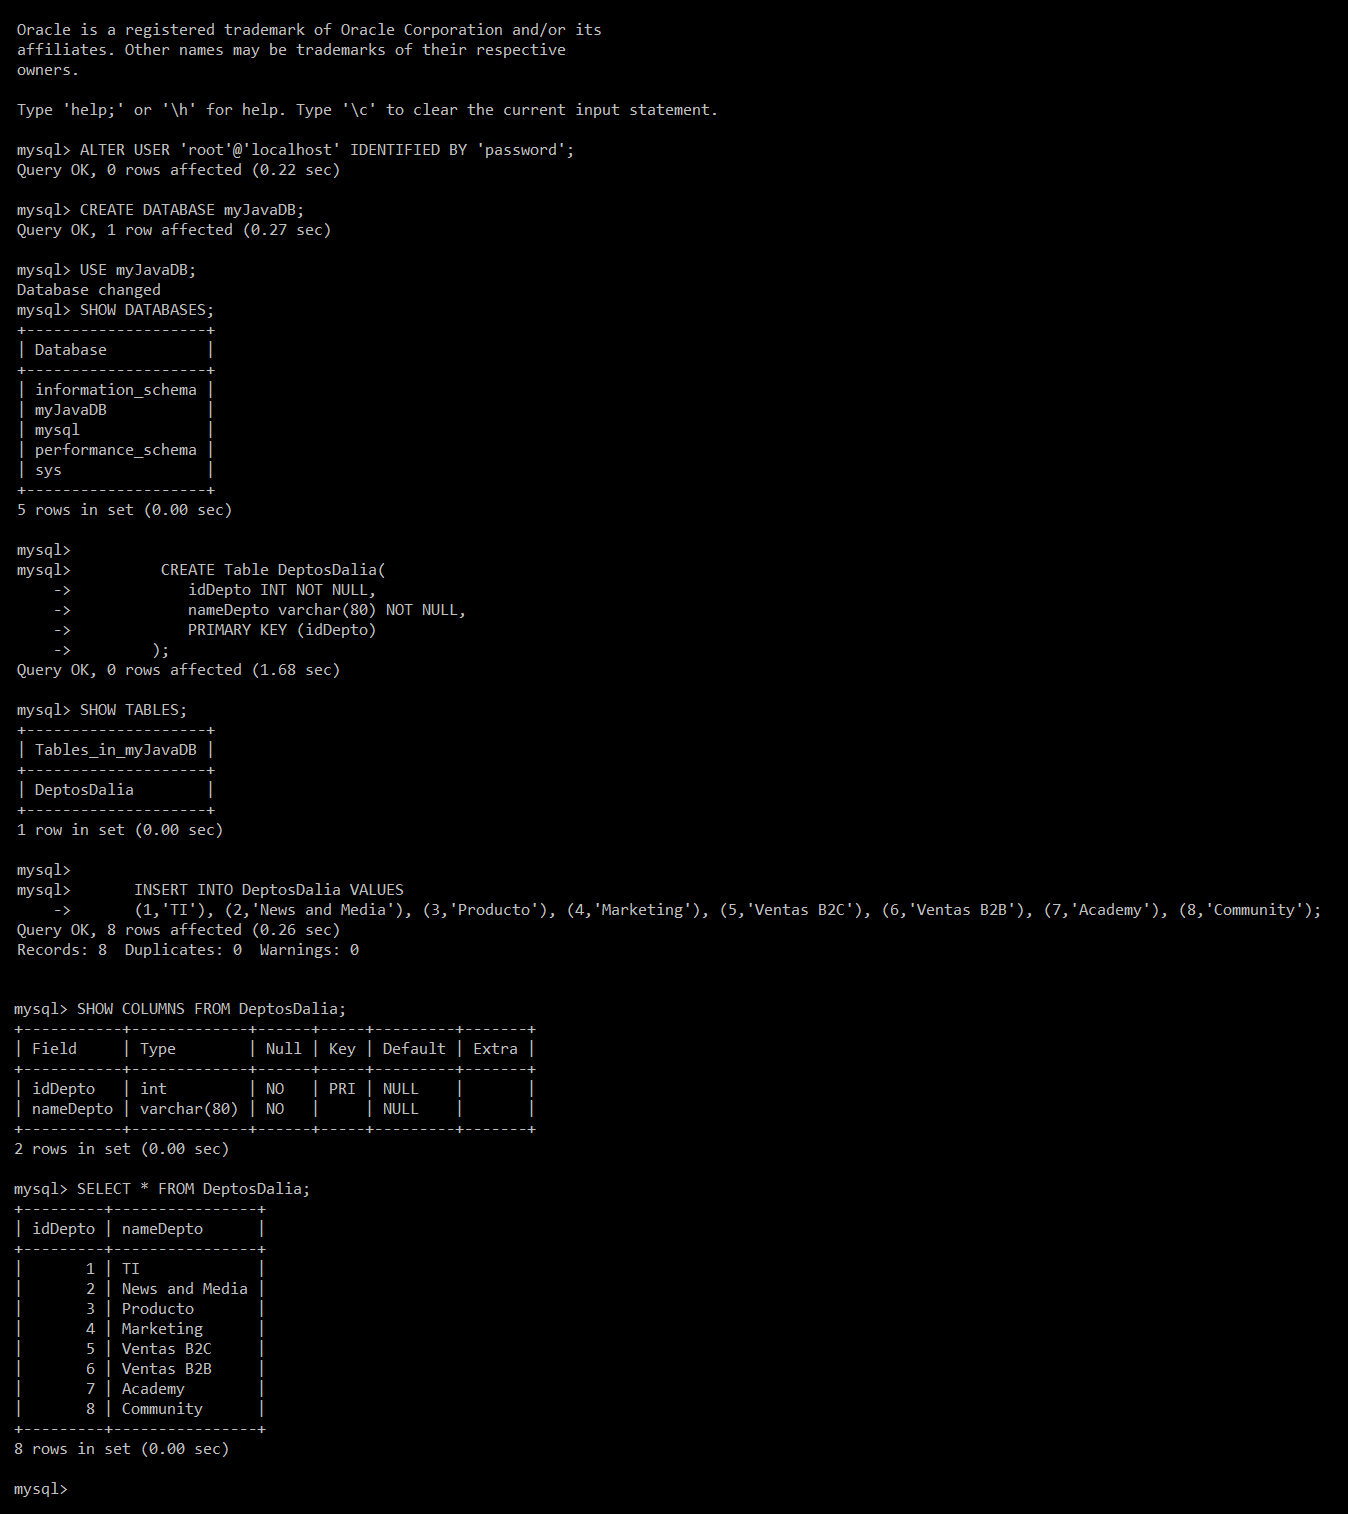 Oracle is a registered trademark of Oracle Corporation and/or its
affiliates. Other names may be trademarks of their respective
owners.

Type 'help;' or '\h' for help. Type '\c' to clear the current input statement.

mysql> ALTER USER 'root'@'localhost' IDENTIFIED BY 'password';
Query OK, 0 rows affected (0.22 sec)

mysql> CREATE DATABASE myJavaDB;
Query OK, 1 row affected (0.27 sec)

mysql> USE myJavaDB;
Database changed
mysql> SHOW DATABASES;
+--------------------+
| Database           |
+--------------------+
| information_schema |
| myJavaDB           |
| mysql              |
| performance_schema |
| sys                |
+--------------------+
5 rows in set (0.00 sec)

mysql>
mysql>          CREATE Table DeptosDalia(
    ->             idDepto INT NOT NULL,
    ->             nameDepto varchar(80) NOT NULL,
    ->             PRIMARY KEY (idDepto)
    ->         );
Query OK, 0 rows affected (1.68 sec)

mysql> SHOW TABLES;
+--------------------+
| Tables_in_myJavaDB |
+--------------------+
| DeptosDalia        |
+--------------------+
1 row in set (0.00 sec)

mysql>
mysql>       INSERT INTO DeptosDalia VALUES
    ->       (1,'TI'), (2,'News and Media'), (3,'Producto'), (4,'Marketing'), (5,'Ventas B2C'), (6,'Ventas B2B'), (7,'Academy'), (8,'Community');
Query OK, 8 rows affected (0.26 sec)
Records: 8  Duplicates: 0  Warnings: 0

mysql> SHOW COLUMNS FROM DeptosDalia;
+-----------+-------------+------+-----+---------+-------+
| Field     | Type        | Null | Key | Default | Extra |
+-----------+-------------+------+-----+---------+-------+
| idDepto   | int         | NO   | PRI | NULL    |       |
| nameDepto | varchar(80) | NO   |     | NULL    |       |
+-----------+-------------+------+-----+---------+-------+
2 rows in set (0.00 sec)

mysql> SELECT * FROM DeptosDalia;
+---------+----------------+
| idDepto | nameDepto      |
+---------+----------------+
|       1 | TI             |
|       2 | News and Media |
|       3 | Producto       |
|       4 | Marketing      |
|       5 | Ventas B2C     |
|       6 | Ventas B2B     |
|       7 | Academy        |
|       8 | Community      |
+---------+----------------+
8 rows in set (0.00 sec)

mysql>